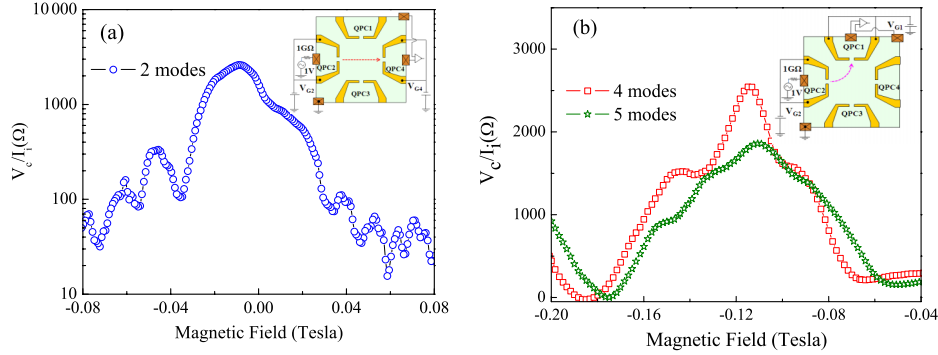 (a)
2 modes
QPC1
QPC2
QPC4
QPC3
1GΩ
1V
V_G2
V_G4
10000
1000
100
10
-0.08
-0.04
0.00
0.04
0.08
V_c/I_i(Ω)
Magnetic Field (Tesla)
(b)
4 modes
5 modes
V_G1
QPC1
QPC2
QPC4
QPC3
1GΩ
1V
V_G2
3000
2000
1000
0
-0.20
-0.16
-0.12
-0.08
-0.04
V_c/I_i(Ω)
Magnetic Field (Tesla)